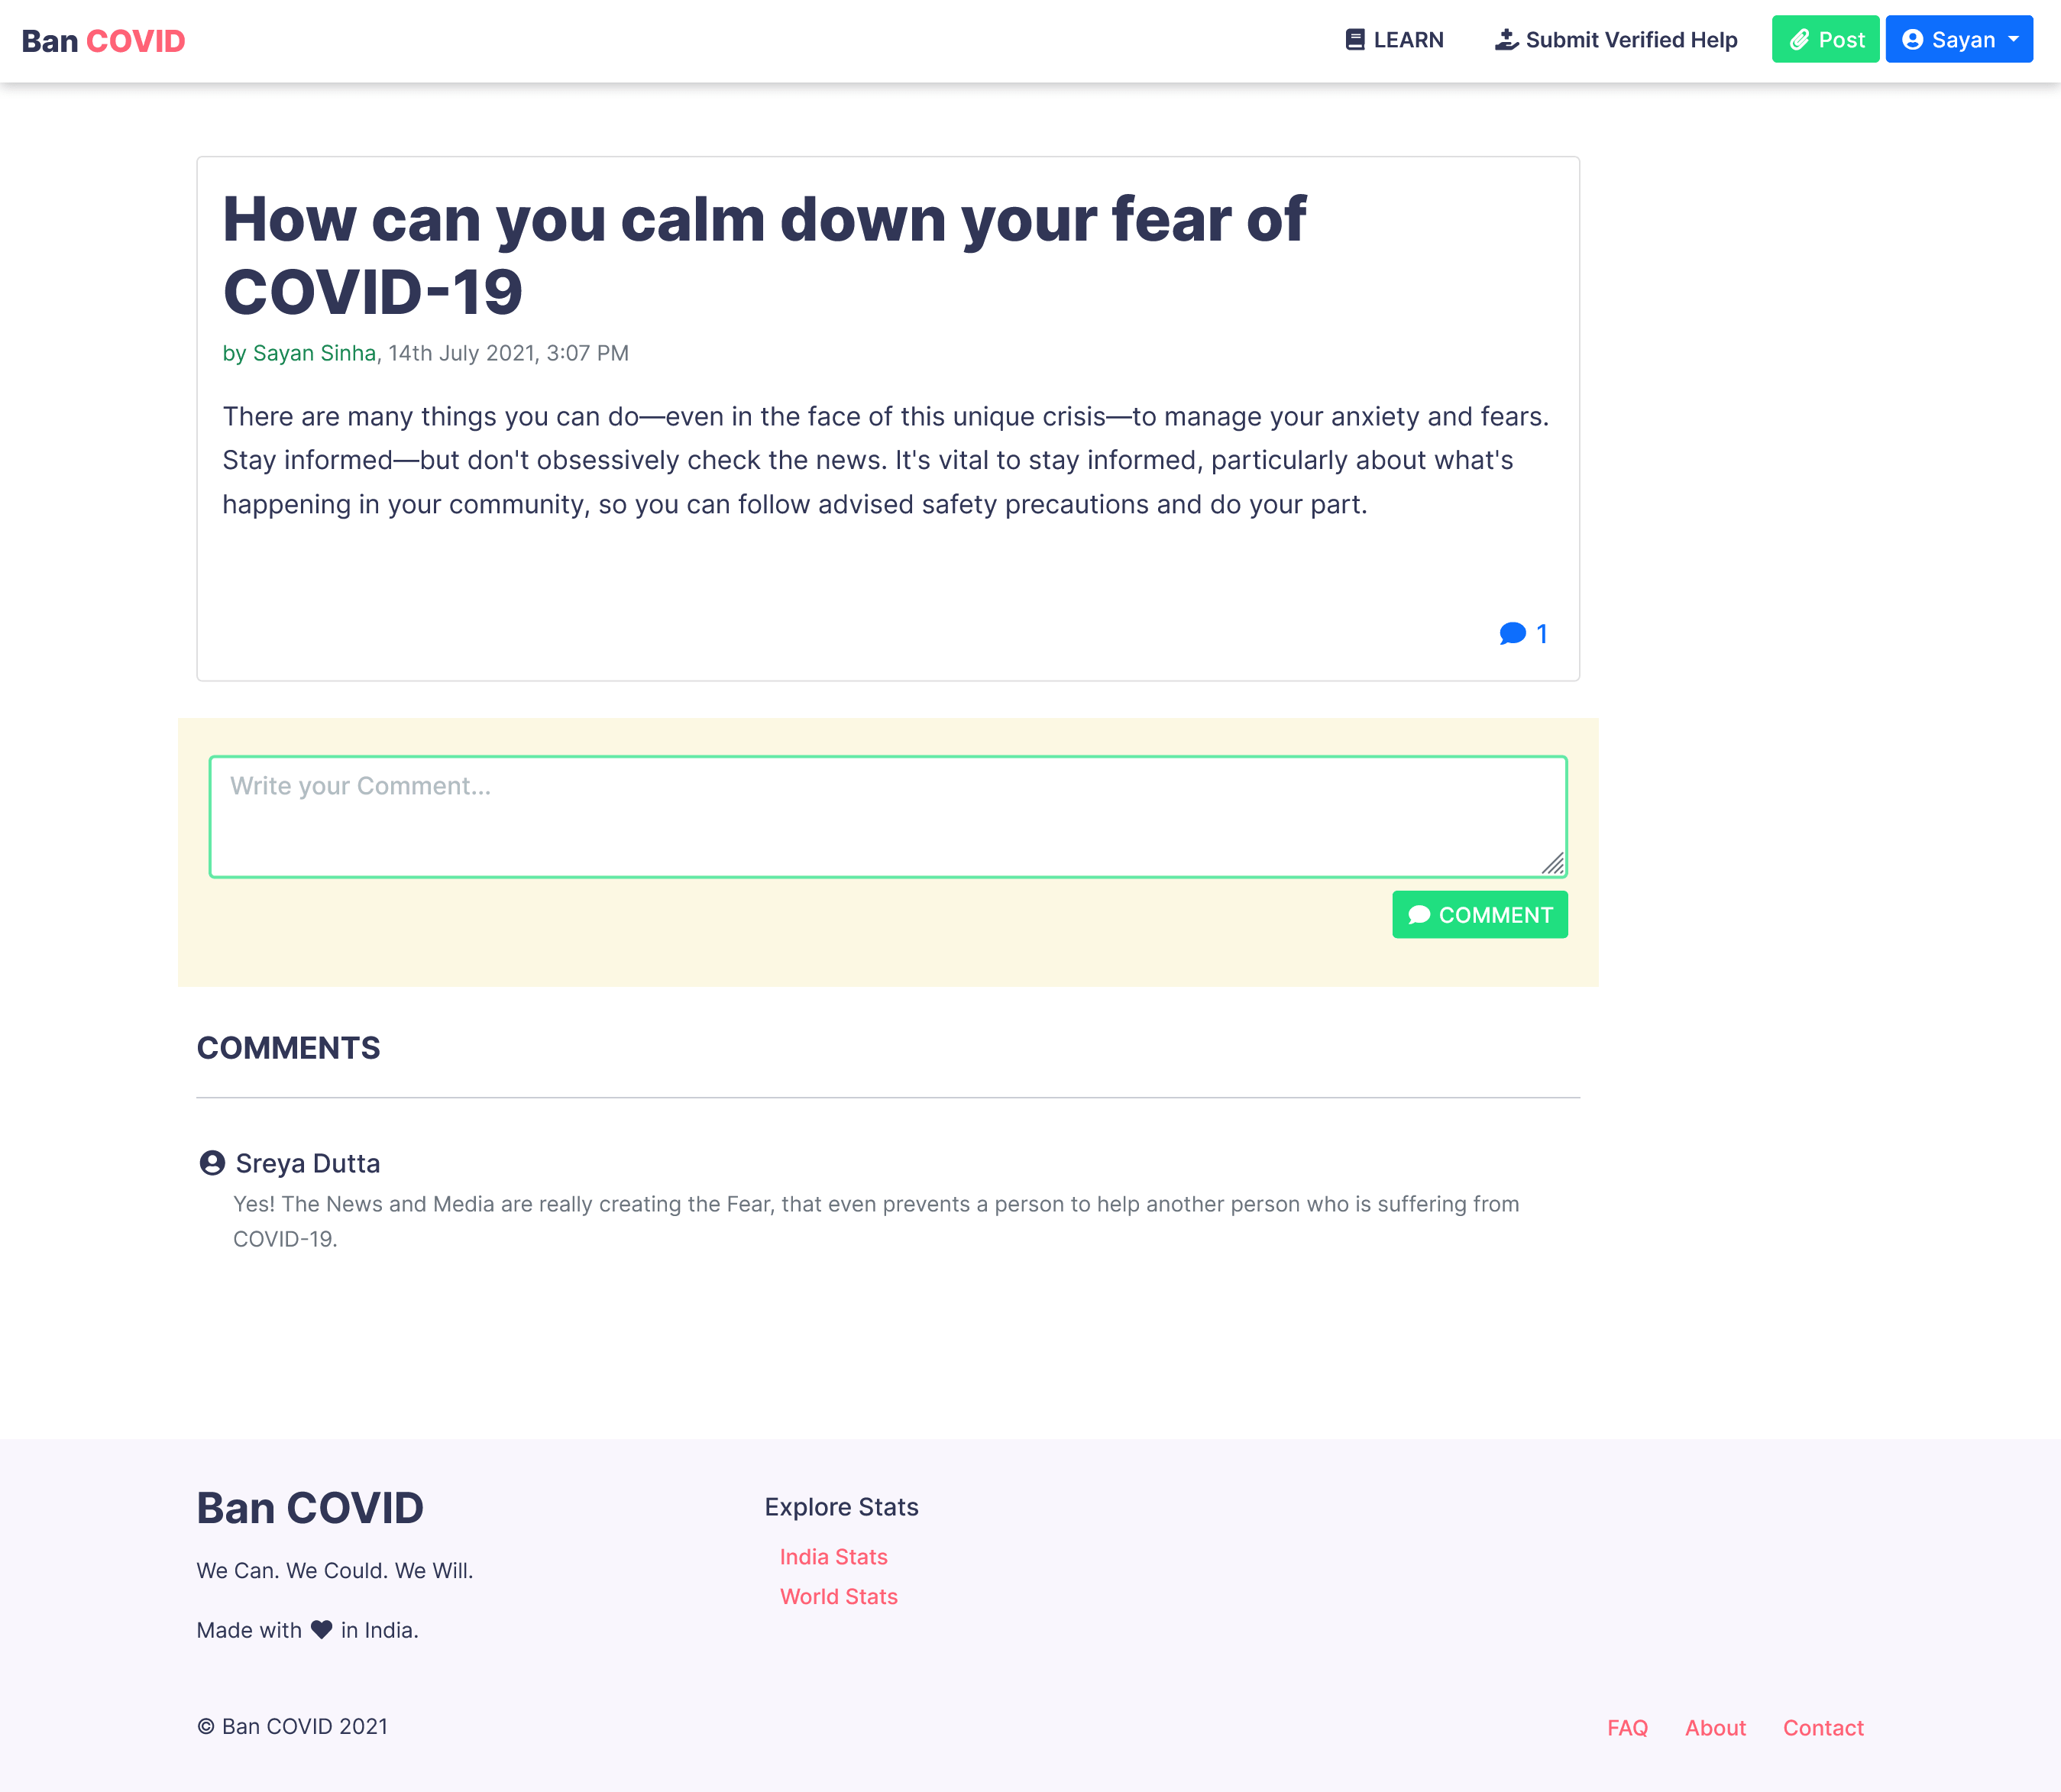 Ban COVID
LEARN
Submit Verified Help
Post
Sayan
How can you calm down your fear of
COVID-19
by Sayan Sinha, 14th July 2021, 3:07 PM
There are many things you can do—even in the face of this unique crisis—to manage your anxiety and fears.
Stay informed—but don't obsessively check the news. It's vital to stay informed, particularly about what's
happening in your community, so you can follow advised safety precautions and do your part.
1
Write your Comment...
COMMENT
COMMENTS
Sreya Dutta
Yes! The News and Media are really creating the Fear, that even prevents a person to help another person who is suffering from
COVID-19.
Ban COVID
We Can. We Could. We Will.
Made with ♥ in India.
Explore Stats
India Stats
World Stats
© Ban COVID 2021
FAQ
About
Contact